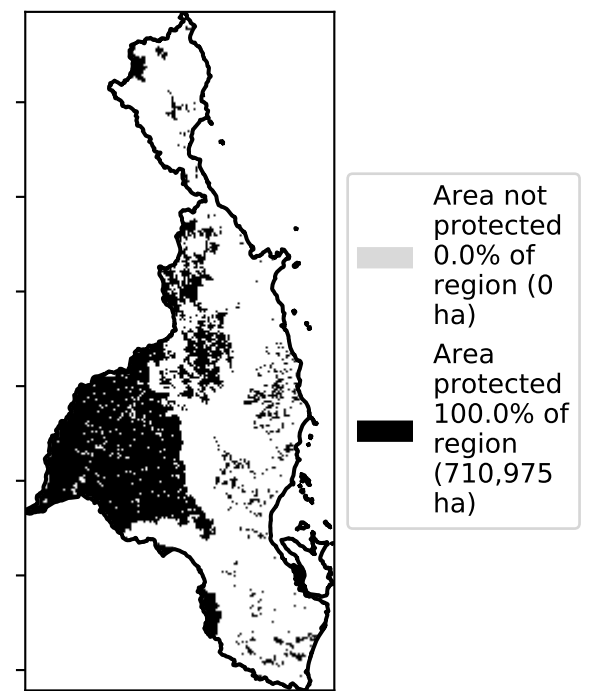 Area not
protected
0.0% of
region (0
ha)
Area
protected
100.0% of
region
(710,975
ha)